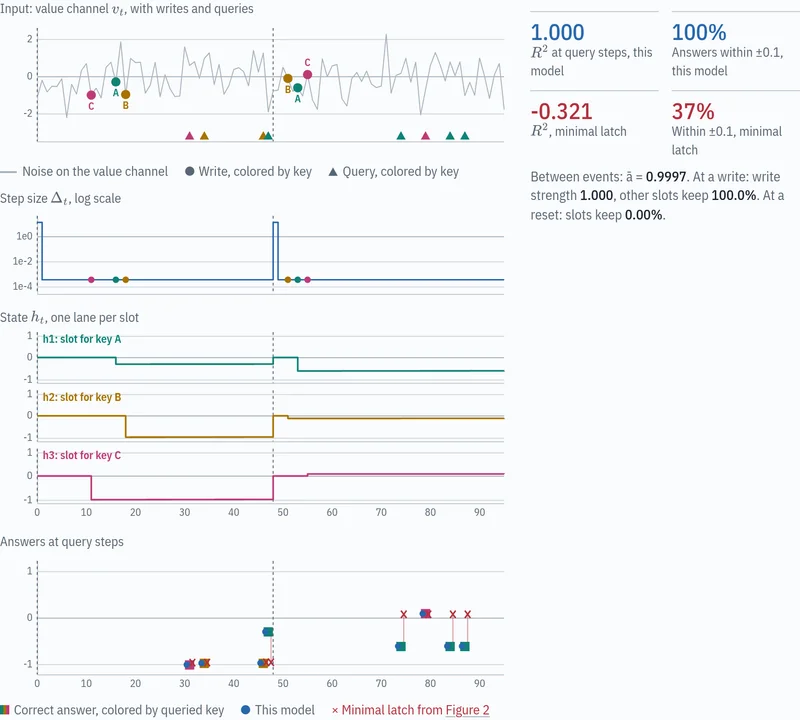 Input: value channel vₜ, with writes and queries
2
0
-2
C
A
B
B
A
C
Noise on the value channel
Write, colored by key
Query, colored by key
Step size Δₜ, log scale
1e0
1e-2
1e-4
State hₜ, one lane per slot
1
h1: slot for key A
0
-1
1
h2: slot for key B
0
-1
1
h3: slot for key C
0
-1
0 10 20 30 40 50 60 70 80 90
Answers at query steps
1
0
-1
0 10 20 30 40 50 60 70 80 90
Correct answer, colored by queried key
This model
× Minimal latch from Figure 2
1.000
R² at query steps, this
model
100%
Answers within ±0.1,
this model
-0.321
R², minimal latch
37%
Within ±0.1, minimal
latch
Between events: ā = 0.9997. At a write: write
strength 1.000, other slots keep 100.0%. At a
reset: slots keep 0.00%.